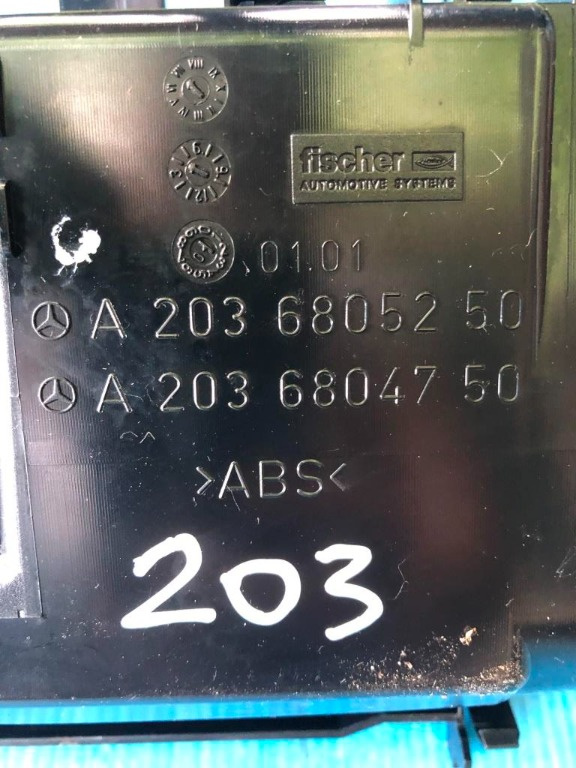 fischer
AUTOMOTIVE SYSTEMS
01.01
A 203 68052 50
A 203 68047 50
>ABS<
203